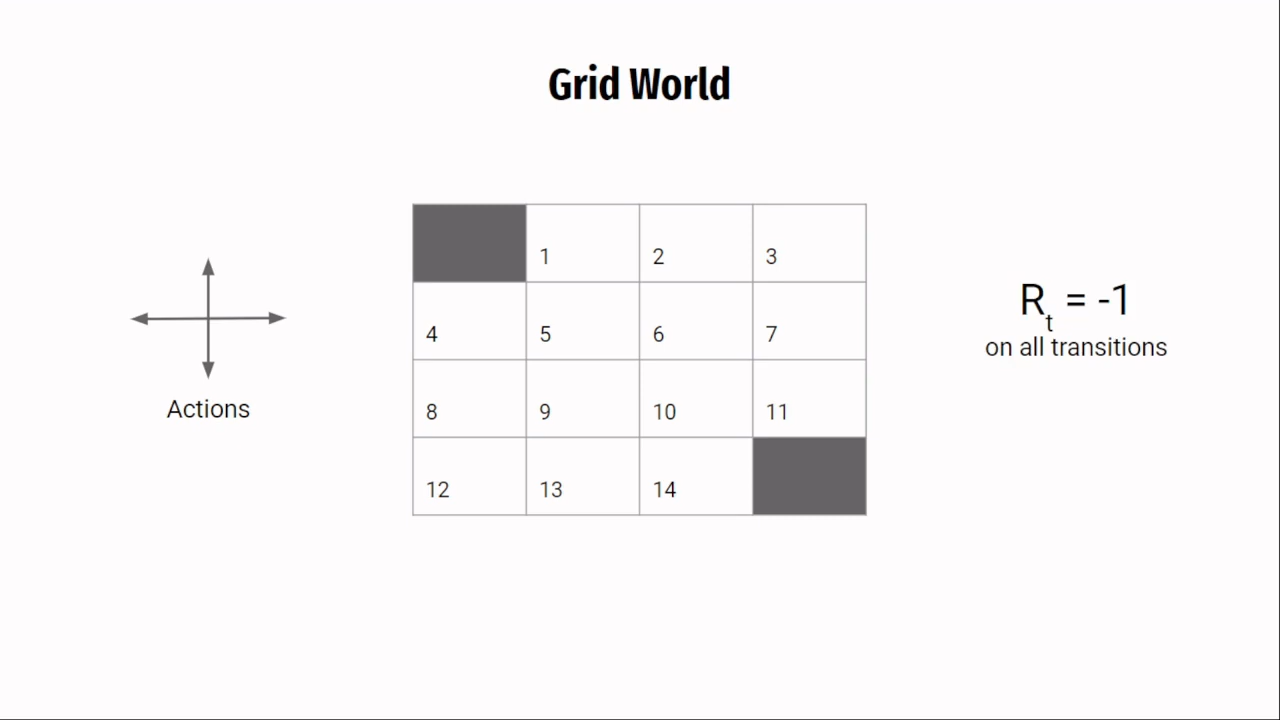 Grid World
1 2 3
4 5 6 7
8 9 10 11
12 13 14
Actions
R_t = -1
on all transitions